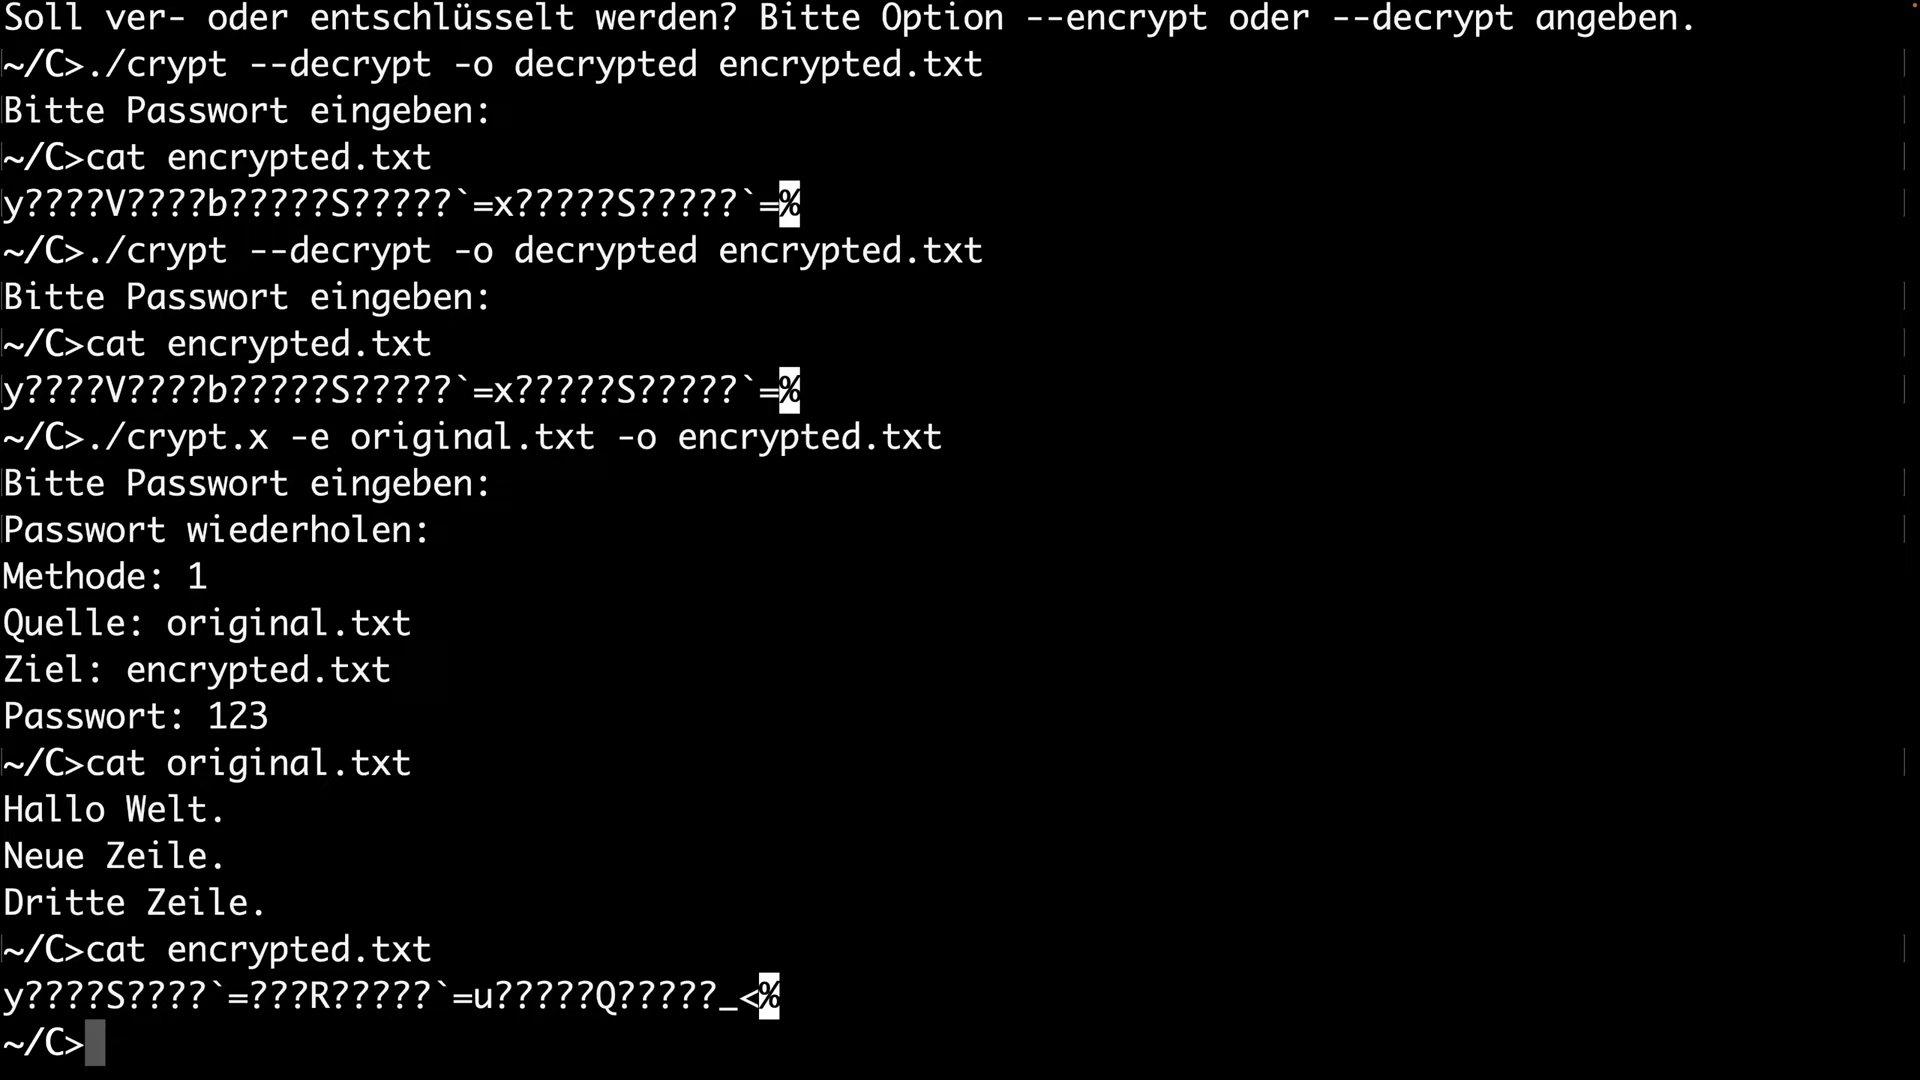 Soll ver- oder entschlüsselt werden? Bitte Option --encrypt oder --decrypt angeben.
~/C>./crypt --decrypt -o decrypted encrypted.txt
Bitte Passwort eingeben:
~/C>cat encrypted.txt
y????V????b?????S?????`=x?????S?????`=%
~/C>./crypt --decrypt -o decrypted encrypted.txt
Bitte Passwort eingeben:
~/C>cat encrypted.txt
y????V????b?????S?????`=x?????S?????`=%
~/C>./crypt.x -e original.txt -o encrypted.txt
Bitte Passwort eingeben:
Passwort wiederholen:
Methode: 1
Quelle: original.txt
Ziel: encrypted.txt
Passwort: 123
~/C>cat original.txt
Hallo Welt.
Neue Zeile.
Dritte Zeile.
~/C>cat encrypted.txt
y????S????`=???R?????`=u?????Q?????_<%
~/C>